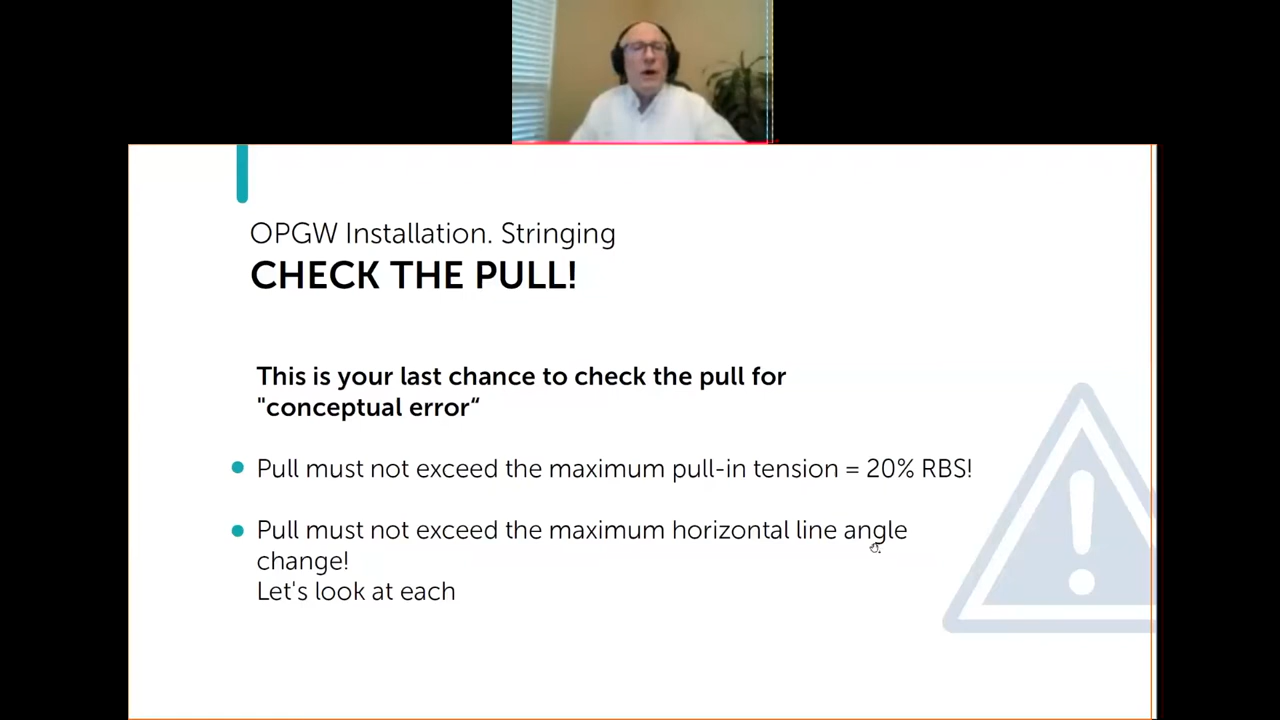 OPGW Installation. Stringing
CHECK THE PULL!
This is your last chance to check the pull for
"conceptual error“
Pull must not exceed the maximum pull-in tension = 20% RBS!
Pull must not exceed the maximum horizontal line angle
change!
Let's look at each